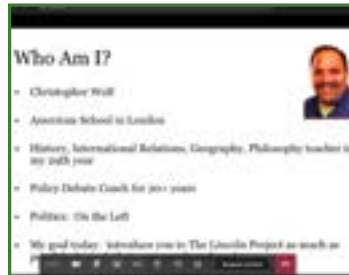 Who Am I?
Christopher Wolf
American School in London
History, International Relations, Geography, Philosophy teacher in
my 29th year
Policy Debate Coach for 20+ years
Politics: On the Left
My goal today: introduce you to The Lincoln Project as much as